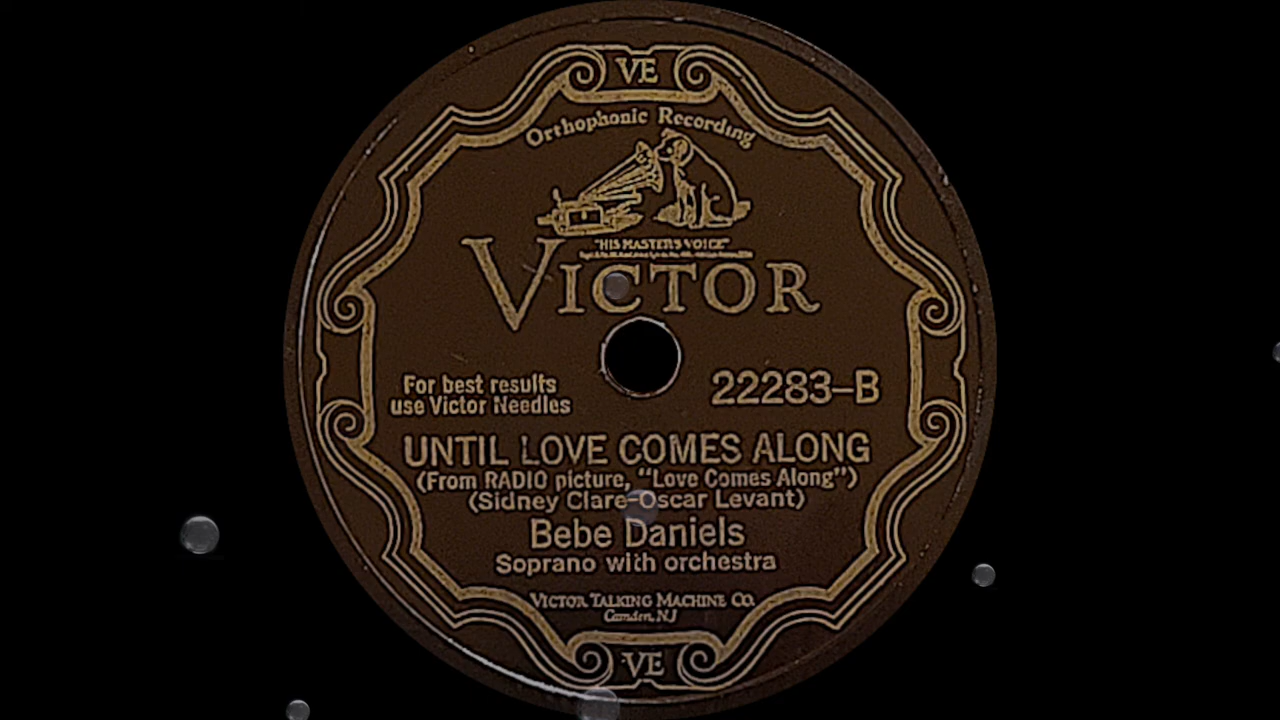 VE
Orthophonic Recording
"HIS MASTER'S VOICE"
VICTOR
For best results
use Victor Needles
22283-B
UNTIL LOVE COMES ALONG
(From RADIO picture, "Love Comes Along")
(Sidney Clare-Oscar Levant)
Bebe Daniels
Soprano with orchestra
VICTOR TALKING MACHINE CO.
Camden, N.J
VE